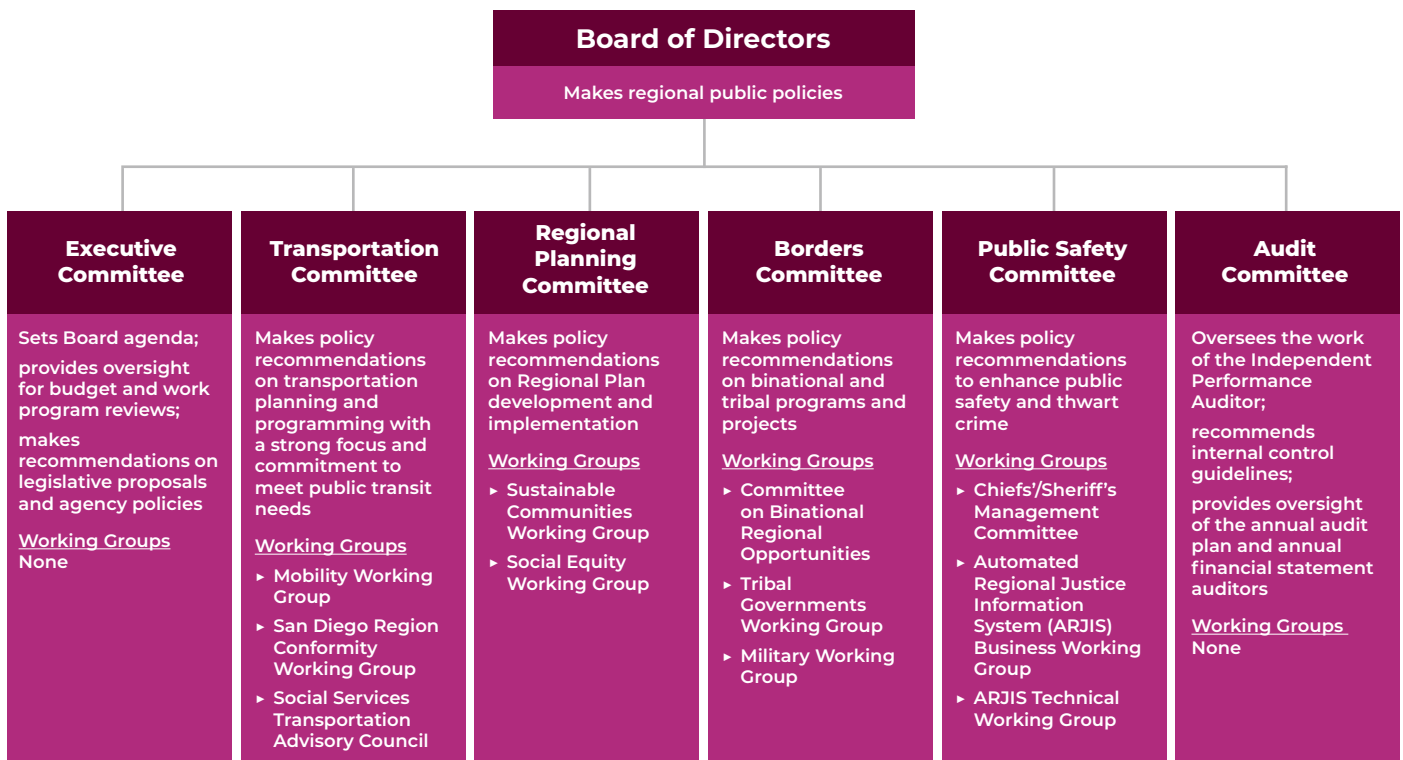 Board of Directors
Makes regional public policies
Executive
Committee
Sets Board agenda;
provides oversight
for budget and work
program reviews;
makes
recommendations on
legislative proposals
and agency policies
Working Groups
None
Transportation
Committee
Makes policy
recommendations
on transportation
planning and
programming with
a strong focus and
commitment to
meet public transit
needs
Working Groups
▸ Mobility Working
Group
▸ San Diego Region
Conformity
Working Group
▸ Social Services
Transportation
Advisory Council
Regional
Planning
Committee
Makes policy
recommendations
on Regional Plan
development and
implementation
Working Groups
▸ Sustainable
Communities
Working Group
▸ Social Equity
Working Group
Borders
Committee
Makes policy
recommendations
on binational and
tribal programs and
projects
Working Groups
▸ Committee
on Binational
Regional
Opportunities
▸ Tribal
Governments
Working Group
▸ Military Working
Group
Public Safety
Committee
Makes policy
recommendations
to enhance public
safety and thwart
crime
Working Groups
▸ Chiefs’/Sheriff’s
Management
Committee
▸ Automated
Regional Justice
Information
System (ARJIS)
Business Working
Group
▸ ARJIS Technical
Working Group
Audit
Committee
Oversees the work
of the Independent
Performance
Auditor;
recommends
internal control
guidelines;
provides oversight
of the annual audit
plan and annual
financial statement
auditors
Working Groups
None